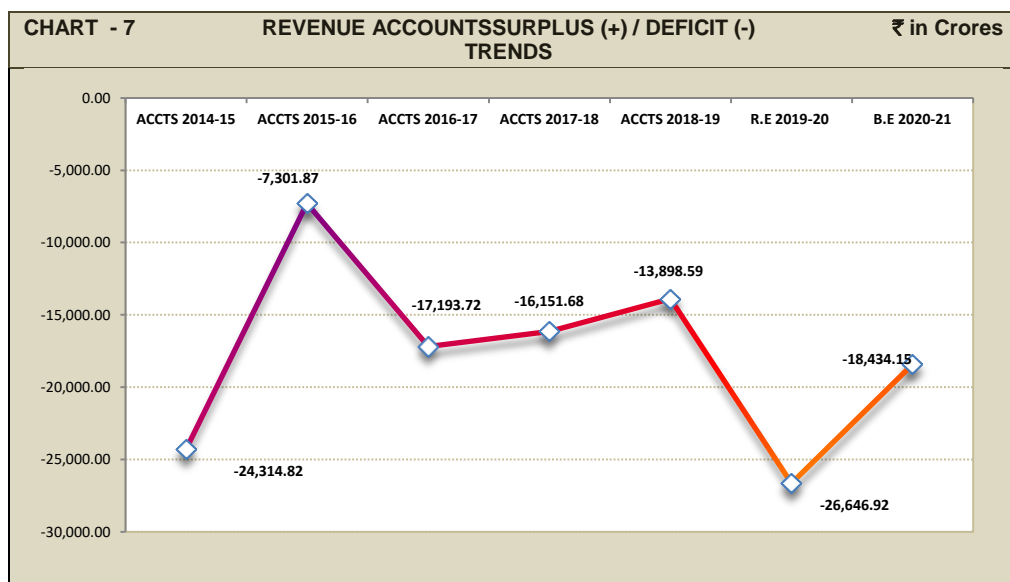 CHART - 7
REVENUE ACCOUNTSSURPLUS (+) / DEFICIT (-)
TRENDS
₹ in Crores
0.00
-5,000.00
-10,000.00
-15,000.00
-20,000.00
-25,000.00
-30,000.00
ACCTS 2014-15
ACCTS 2015-16
ACCTS 2016-17
ACCTS 2017-18
ACCTS 2018-19
R.E 2019-20
B.E 2020-21
-24,314.82
-7,301.87
-17,193.72
-16,151.68
-13,898.59
-26,646.92
-18,434.15